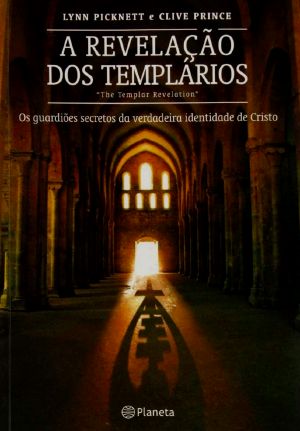 LYNN PICKNETT e CLIVE PRINCE
A REVELAÇÃO
DOS TEMPLÁRIOS
"The Templar Revelation"
Os guardiões secretos da verdadeira identidade de Cristo
Planeta